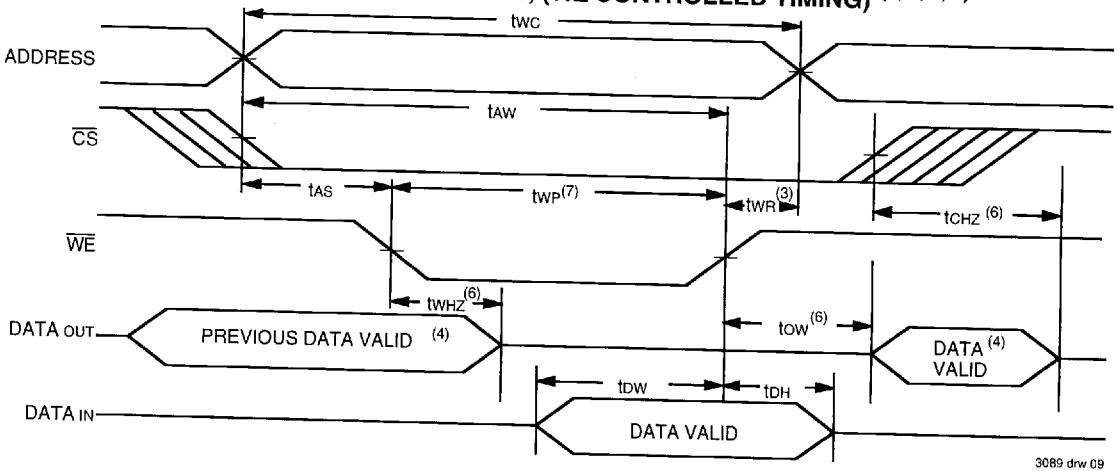 (WE CONTROLLED TIMING)
tWC
ADDRESS
tAW
CS
tAS
tWP(7)
tWR(3)
tCHZ(6)
WE
tWHZ(6)
tOW(6)
DATA OUT
PREVIOUS DATA VALID (4)
DATA (4)
VALID
tDW
tDH
DATA IN
DATA VALID
3089 drw 09